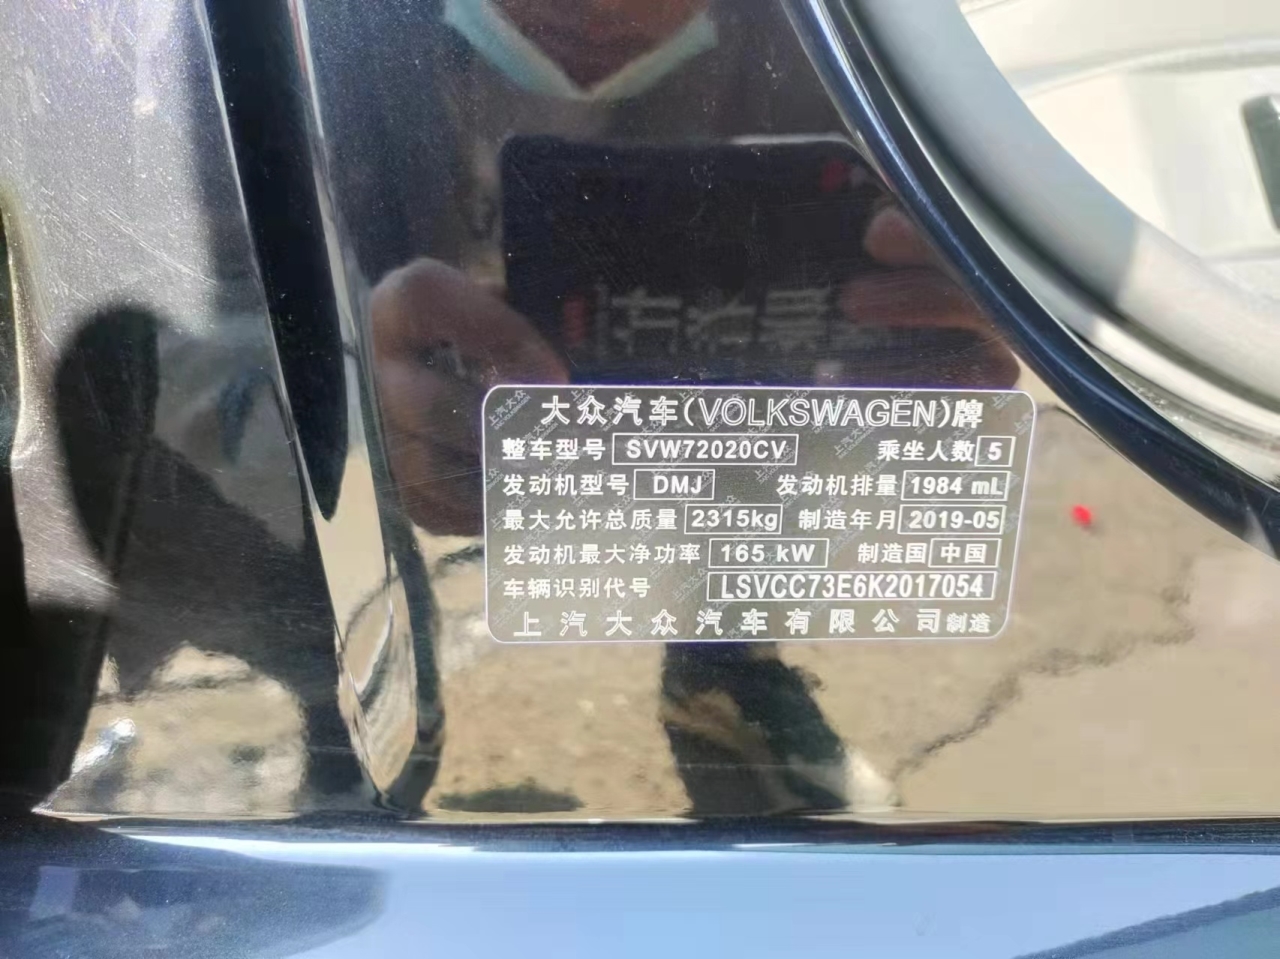 大众汽车(VOLKSWAGEN)牌
整车型号 SVW72020CV 乘坐人数 5
发动机型号 DMJ 发动机排量 1984 mL
最大允许总质量 2315kg 制造年月 2019-05
发动机最大净功率 165 kW 制造国 中国
车辆识别代号 LSVCC73E6K2017054
上汽大众汽车有限公司制造